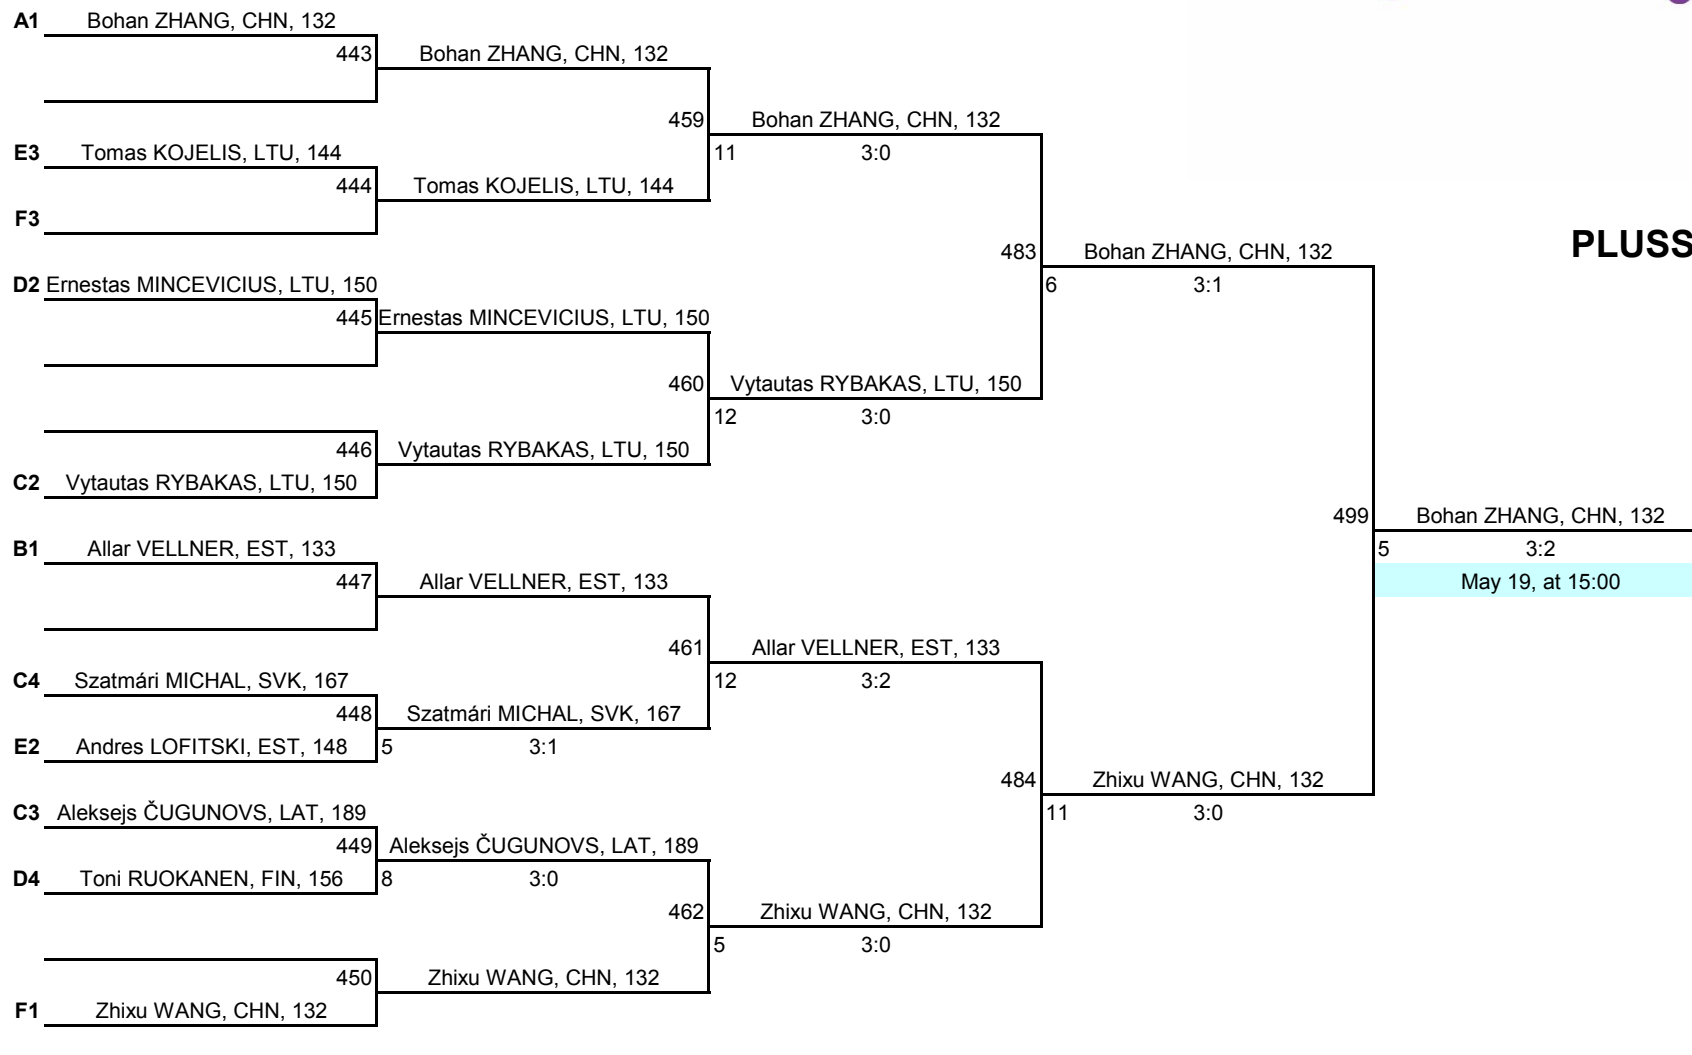 A1 Bohan ZHANG, CHN, 132
443 Bohan ZHANG, CHN, 132
459 Bohan ZHANG, CHN, 132
E3 Tomas KOJELIS, LTU, 144
11 3:0
444 Tomas KOJELIS, LTU, 144
F3
483 Bohan ZHANG, CHN, 132
PLUSS
D2 Ernestas MINCEVICIUS, LTU, 150
6 3:1
445 Ernestas MINCEVICIUS, LTU, 150
460 Vytautas RYBAKAS, LTU, 150
12 3:0
446 Vytautas RYBAKAS, LTU, 150
C2 Vytautas RYBAKAS, LTU, 150
499 Bohan ZHANG, CHN, 132
B1 Allar VELLNER, EST, 133
5 3:2
447 Allar VELLNER, EST, 133
May 19, at 15:00
461 Allar VELLNER, EST, 133
C4 Szatmári MICHAL, SVK, 167
12 3:2
448 Szatmári MICHAL, SVK, 167
E2 Andres LOFITSKI, EST, 148
5 3:1
484 Zhixu WANG, CHN, 132
C3 Aleksejs ČUGUNOVS, LAT, 189
11 3:0
449 Aleksejs ČUGUNOVS, LAT, 189
D4 Toni RUOKANEN, FIN, 156
8 3:0
462 Zhixu WANG, CHN, 132
5 3:0
450 Zhixu WANG, CHN, 132
F1 Zhixu WANG, CHN, 132